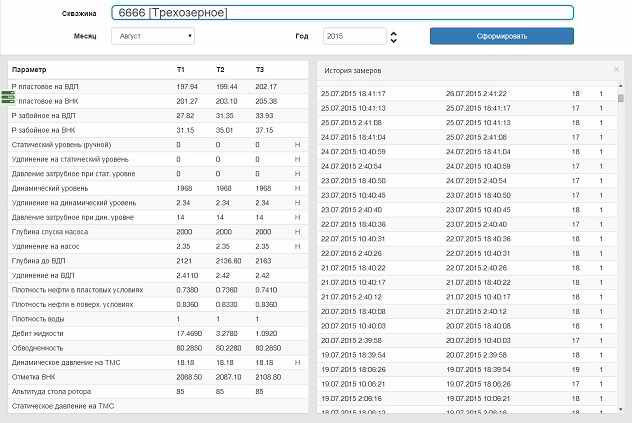 Скважина 6666 [Трехозерное]
Месяц Август Год 2015 Сформировать
Параметр T1 T2 T3
P пластовое на ВДП 197.94 199.44 202.17
пластовое на ВНК 201.27 203.10 205.38
P забойное на ВДП 27.82 31.35 33.93
P забойное на ВНК 31.15 35.01 37.15
Статический уровень (ручной) 0 0 0 Н
Удлинение на статический уровень 0 0 0 Н
Давление затрубное при стат. уровне 0 0 0 Н
Динамический уровень 1968 1968 1968 Н
Удлинение на динамический уровень 2.34 2.34 2.34 Н
Давление затрубное при дин. уровне 14 14 14 Н
Глубина спуска насоса 2000 2000 2000 Н
Удлинение на насос 2.35 2.35 2.35 Н
Глубина до ВДП 2121 2136.60 2163
Удлинение на ВДП 2.4110 2.42 2.42
Плотность нефти в пластовых условиях 0.7380 0.7360 0.7410
Плотность нефти в поверх. условиях 0.8360 0.8330 0.8360
Плотность воды 1 1 1
Дебит жидкости 17.4690 3.2780 1.0920
Обводненность 80.2850 80.2280 80.2850
Динамическое давление на ТМС 18.18 18.18 18.18 Н
Отметка ВНК 2068.50 2087.10 2108.80
Альтитуда стола ротора 85 85 85
Статическое давление на ТМС
История замеров ×
25.07.2015 18:41:17 26.07.2015 2:41:22 18 1
25.07.2015 10:41:13 25.07.2015 18:41:17 17 1
25.07.2015 2:41:08 25.07.2015 10:41:13 18 1
24.07.2015 18:41:04 25.07.2015 2:41:08 17 1
24.07.2015 10:40:59 24.07.2015 18:41:04 18 1
24.07.2015 2:40:54 24.07.2015 10:40:59 17 1
23.07.2015 18:40:50 24.07.2015 2:40:54 18 1
23.07.2015 10:40:45 23.07.2015 18:40:50 17 1
23.07.2015 2:40:40 23.07.2015 10:40:45 18 1
22.07.2015 18:40:36 23.07.2015 2:40:40 17 1
22.07.2015 10:40:31 22.07.2015 18:40:36 18 1
22.07.2015 2:40:26 22.07.2015 10:40:31 18 1
21.07.2015 18:40:22 22.07.2015 2:40:26 18 1
21.07.2015 10:40:17 21.07.2015 18:40:22 18 1
21.07.2015 2:40:12 21.07.2015 10:40:17 18 1
20.07.2015 18:40:08 21.07.2015 2:40:12 18 1
20.07.2015 10:40:03 20.07.2015 18:40:08 18 1
20.07.2015 2:39:58 20.07.2015 10:40:03 17 1
19.07.2015 18:39:54 20.07.2015 2:39:58 18 1
19.07.2015 18:06:26 19.07.2015 18:39:54 19 1
19.07.2015 10:06:21 19.07.2015 18:06:26 17 1
19.07.2015 2:06:16 19.07.2015 10:06:21 18 1
18.07.2015 18:06:12 19.07.2015 2:06:16 18 1